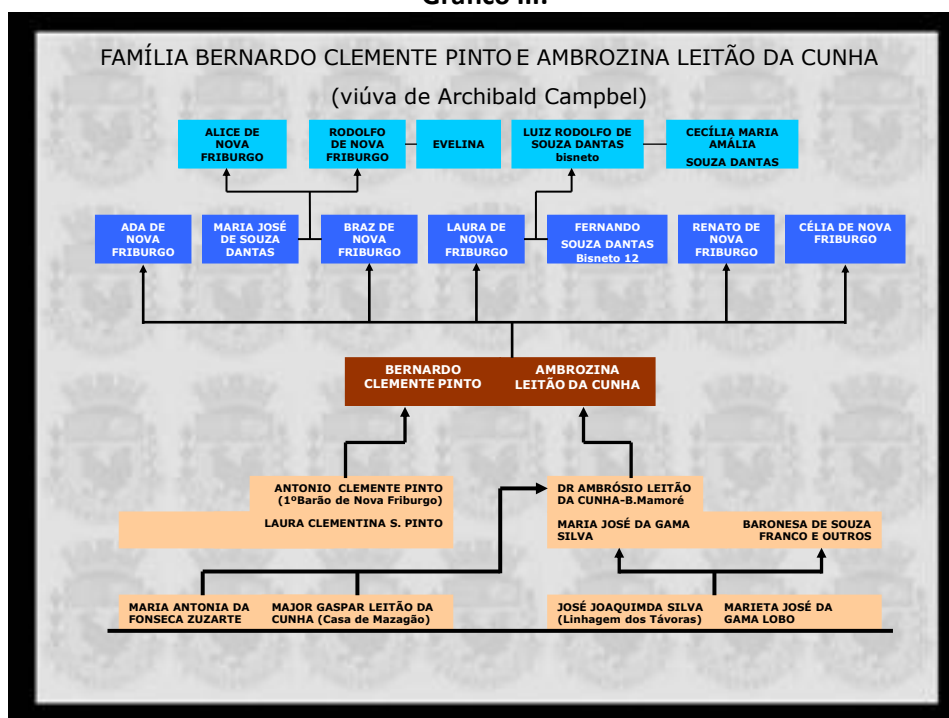 Gráfico III:
FAMÍLIA BERNARDO CLEMENTE PINTO E AMBROZINA LEITÃO DA CUNHA
(viúva de Archibald Campbel)
ALICE DE
NOVA
FRIBURGO
RODOLFO
DE NOVA
FRIBURGO
EVELINA
LUIZ RODOLFO DE
SOUZA DANTAS
bisneto
CECÍLIA MARIA
AMÁLIA
SOUZA DANTAS
ADA DE
NOVA
FRIBURGO
MARIA JOSÉ
DE SOUZA
DANTAS
BRAZ DE
NOVA
FRIBURGO
LAURA DE
NOVA
FRIBURGO
FERNANDO
SOUZA DANTAS
Bisneto 12
RENATO DE
NOVA
FRIBURGO
CÉLIA DE NOVA
FRIBURGO
BERNARDO
CLEMENTE PINTO
AMBROZINA
LEITÃO DA CUNHA
ANTONIO CLEMENTE PINTO
(1ºBarão de Nova Friburgo)
LAURA CLEMENTINA S. PINTO
DR AMBRÓSIO LEITÃO
DA CUNHA-B.Mamoré
MARIA JOSÉ DA GAMA
SILVA
BARONESA DE SOUZA
FRANCO E OUTROS
MARIA ANTONIA DA
FONSECA ZUZARTE
MAJOR GASPAR LEITÃO DA
CUNHA (Casa de Mazagão)
JOSÉ JOAQUIMDA SILVA
(Linhagem dos Távoras)
MARIETA JOSÉ DA
GAMA LOBO